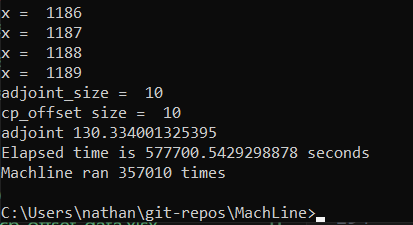 x =  1186
x =  1187
x =  1188
x =  1189
adjoint_size =  10
cp_offset size =  10
adjoint 130.334001325395
Elapsed time is 577700.5429298878 seconds
Machline ran 357010 times
C:\Users\nathan\git-repos\MachLine>